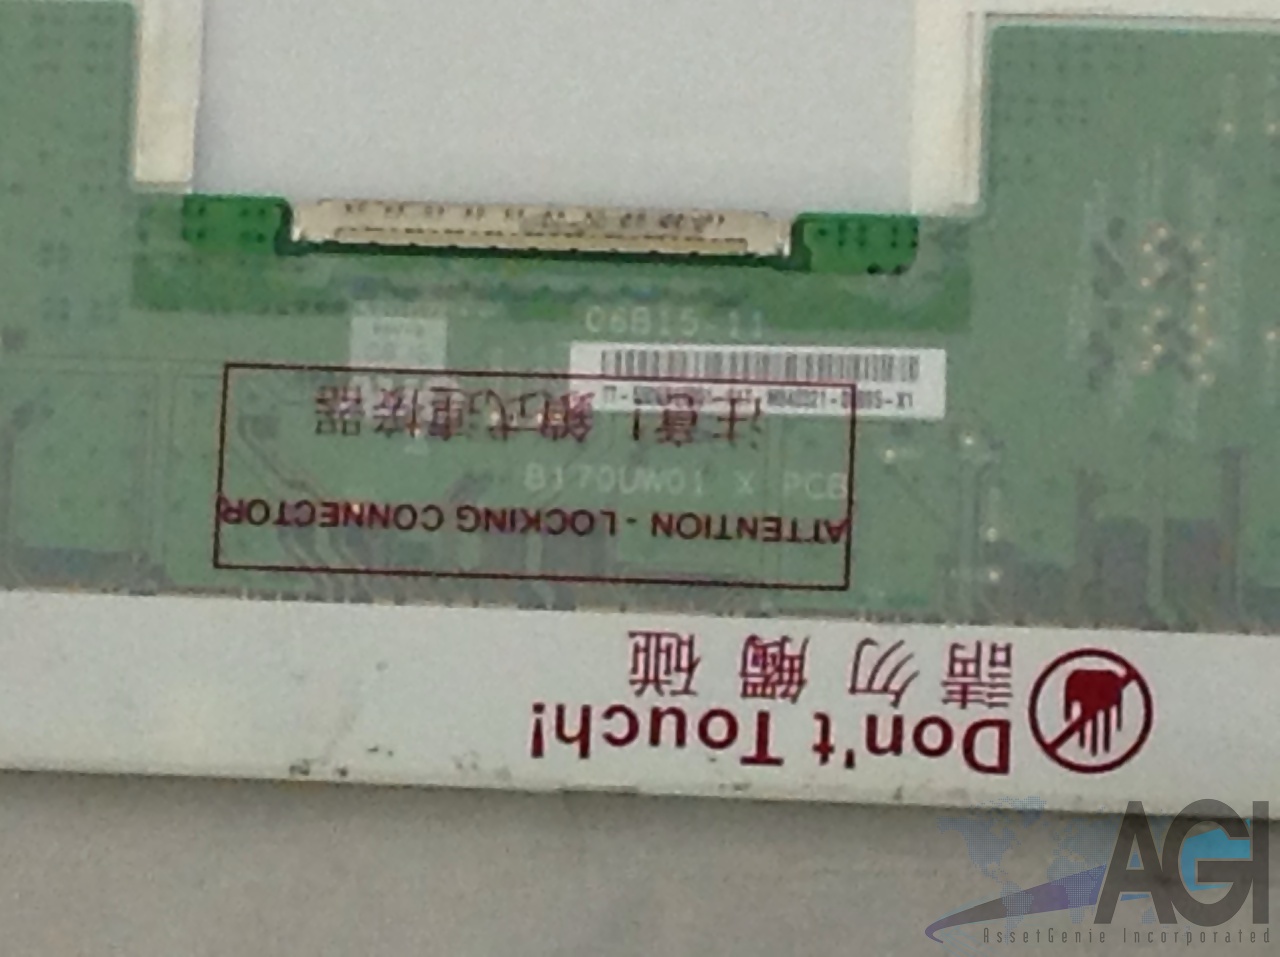 06B15-11
注意! 鎖式連接器
B170UW01 X PCB
ATTENTION - LOCKING CONNECTOR
請勿觸碰
Don't Touch!
AGI
AssetGenie Incorporated